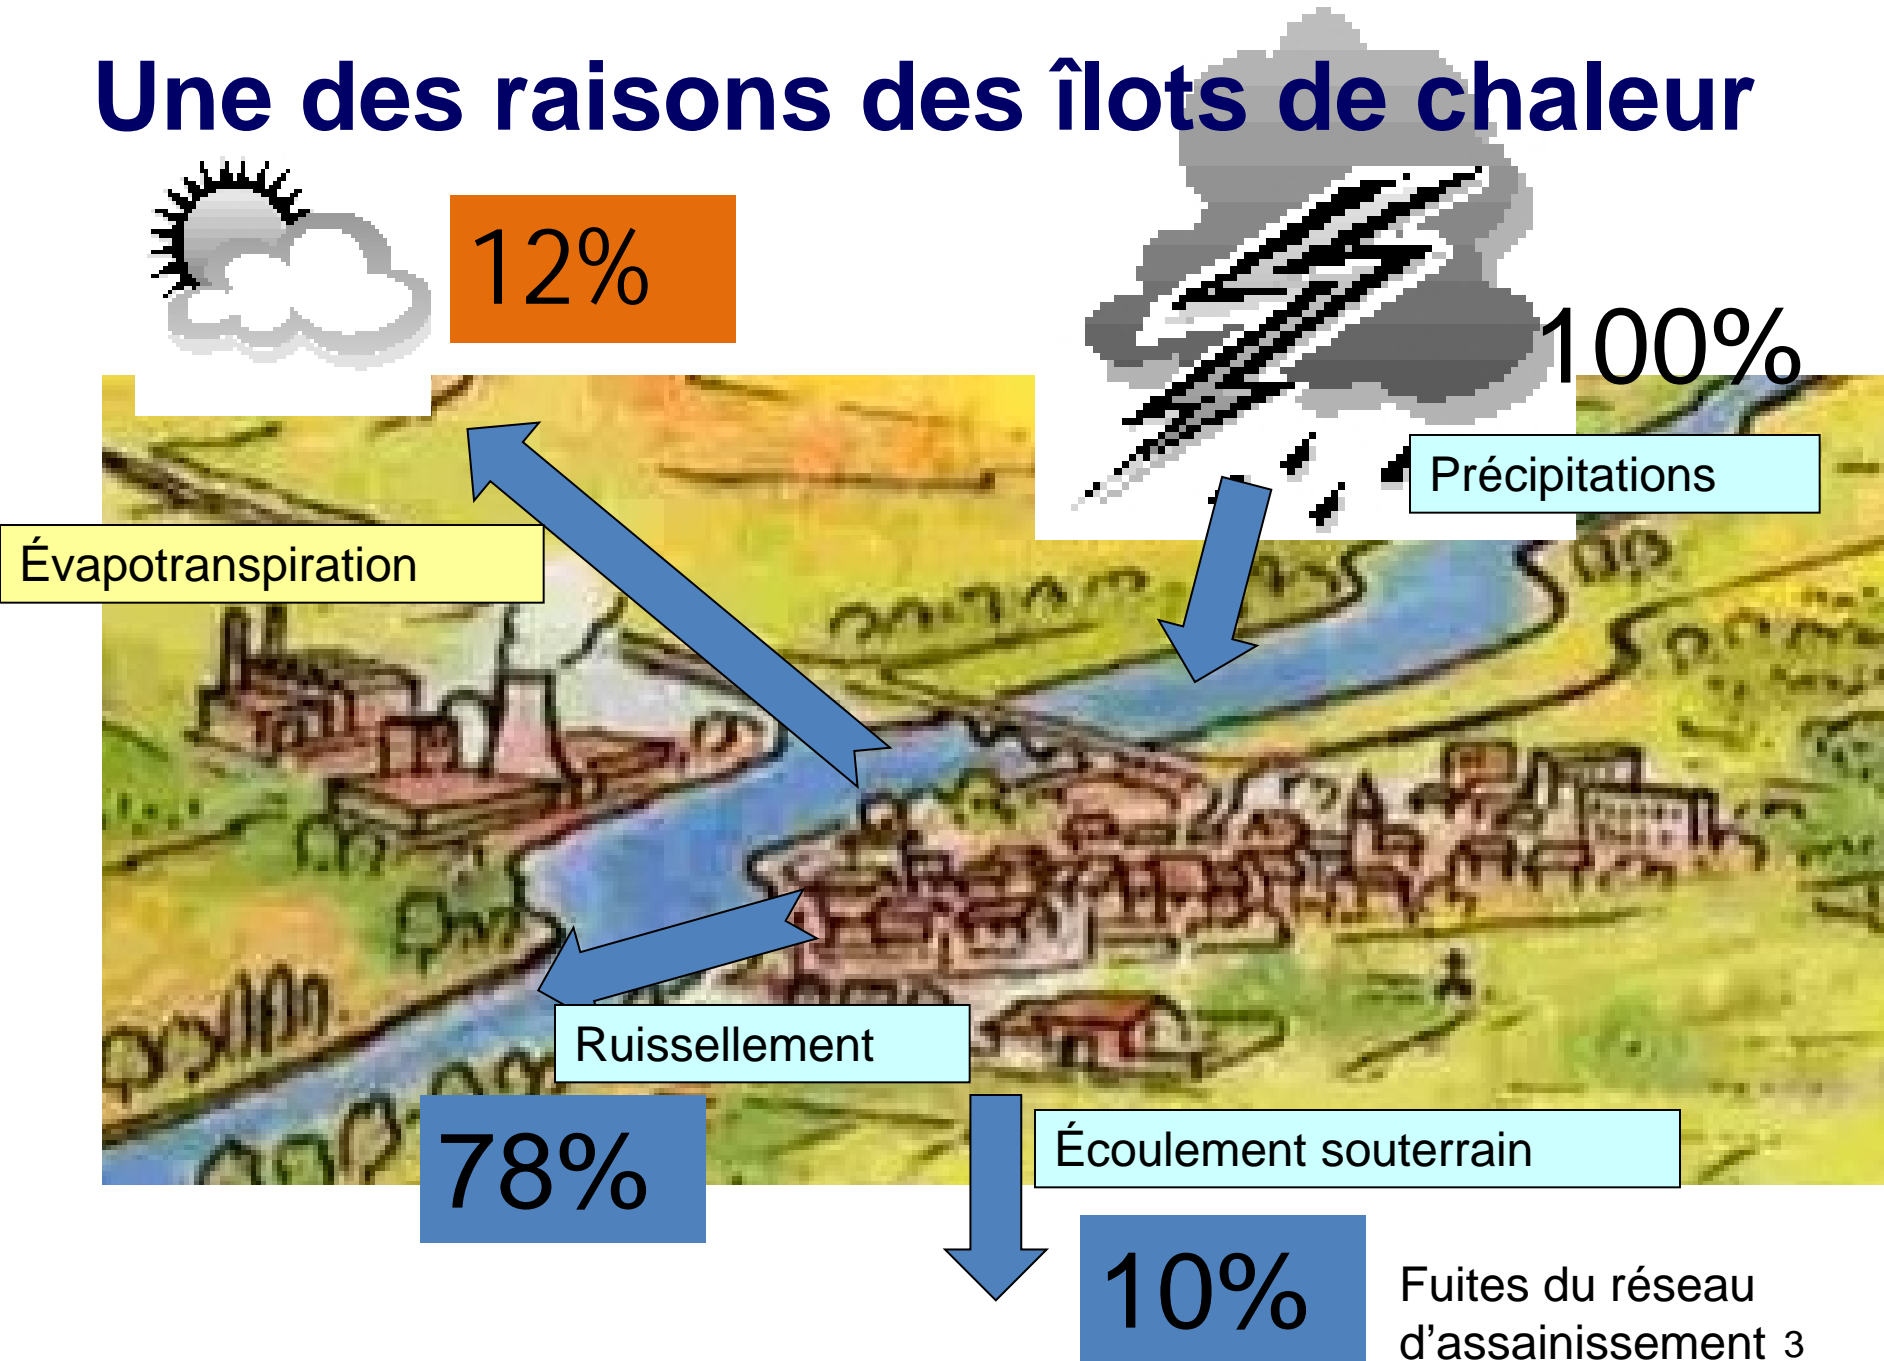 Une des raisons des îlots de chaleur
12%
100%
Précipitations
Évapotranspiration
Ruissellement
78%
Écoulement souterrain
10%
Fuites du réseau
d'assainissement 3